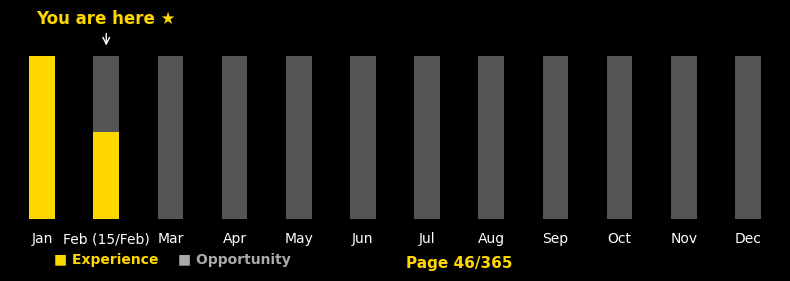 You are here ★
Jan Feb (15/Feb) Mar Apr May Jun Jul Aug Sep Oct Nov Dec
■ Experience ■ Opportunity Page 46/365